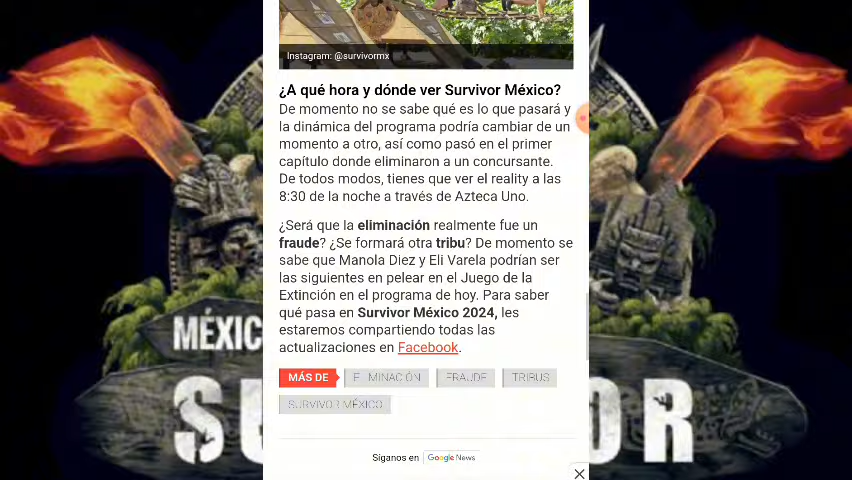 Instagram: @survivormx
¿A qué hora y dónde ver Survivor México?
De momento no se sabe qué es lo que pasará y
la dinámica del programa podría cambiar de un
momento a otro, así como pasó en el primer
capítulo donde eliminaron a un concursante.
De todos modos, tienes que ver el reality a las
8:30 de la noche a través de Azteca Uno.
¿Será que la eliminación realmente fue un
fraude? ¿Se formará otra tribu? De momento se
sabe que Manola Diez y Eli Varela podrían ser
las siguientes en pelear en el Juego de la
Extinción en el programa de hoy. Para saber
qué pasa en Survivor México 2024, les
estaremos compartiendo todas las
actualizaciones en Facebook.
MÁS DE ELIMINACIÓN FRAUDE TRIBUS
SURVIVOR MÉXICO
Síganos en Google News
MÉXIC
S
OR